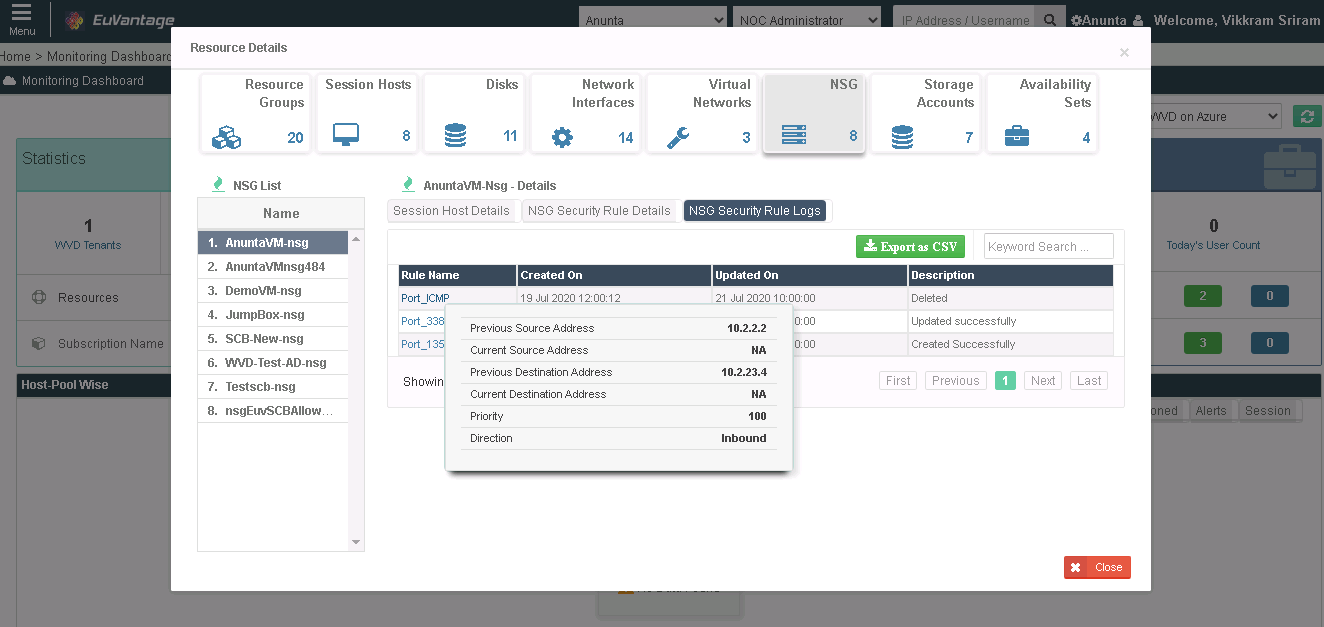 Menu
EuVantage
Anunta
NOC Administrator
IP Address / Username
Anunta
Welcome, Vikkram Sriram
Home > Monitoring Dashboard
Monitoring Dashboard
WVD on Azure
Statistics
1
WVD Tenants
Resources
Subscription Name
Host-Pool Wise
0
Today's User Count
2
0
3
0
Alerts
Session
Resource Details
×
Resource Groups
20
Session Hosts
8
Disks
11
Network Interfaces
14
Virtual Networks
3
NSG
8
Storage Accounts
7
Availability Sets
4
NSG List
Name
1. AnuntaVM-nsg
2. AnuntaVMnsg484
3. DemoVM-nsg
4. JumpBox-nsg
5. SCB-New-nsg
6. WVD-Test-AD-nsg
7. Testscb-nsg
8. nsgEuvSCBAllow...
AnuntaVM-Nsg - Details
Session Host Details
NSG Security Rule Details
NSG Security Rule Logs
Export as CSV
Keyword Search ...
Rule Name Created On Updated On Description
Port_ICMP 19 Jul 2020 12:00:12 21 Jul 2020 10:00:00 Deleted
Port_338 0:00 Updated successfully
Port_135 0:00 Created Successfully
Showin
First Previous 1 Next Last
Previous Source Address 10.2.2.2
Current Source Address NA
Previous Destination Address 10.2.23.4
Current Destination Address NA
Priority 100
Direction Inbound
Close